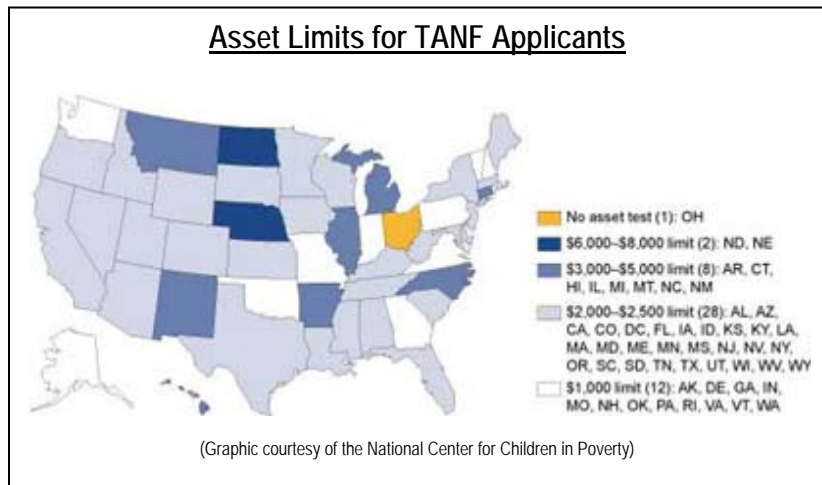 Asset Limits for TANF Applicants
No asset test (1): OH
$6,000–$8,000 limit (2): ND, NE
$3,000–$5,000 limit (8): AR, CT,
HI, IL, MI, MT, NC, NM
$2,000–$2,500 limit (28): AL, AZ,
CA, CO, DC, FL, IA, ID, KS, KY, LA,
MA, MD, ME, MN, MS, NJ, NV, NY,
OR, SC, SD, TN, TX, UT, WI, WV, WY
$1,000 limit (12): AK, DE, GA, IN,
MO, NH, OK, PA, RI, VA, VT, WA
(Graphic courtesy of the National Center for Children in Poverty)